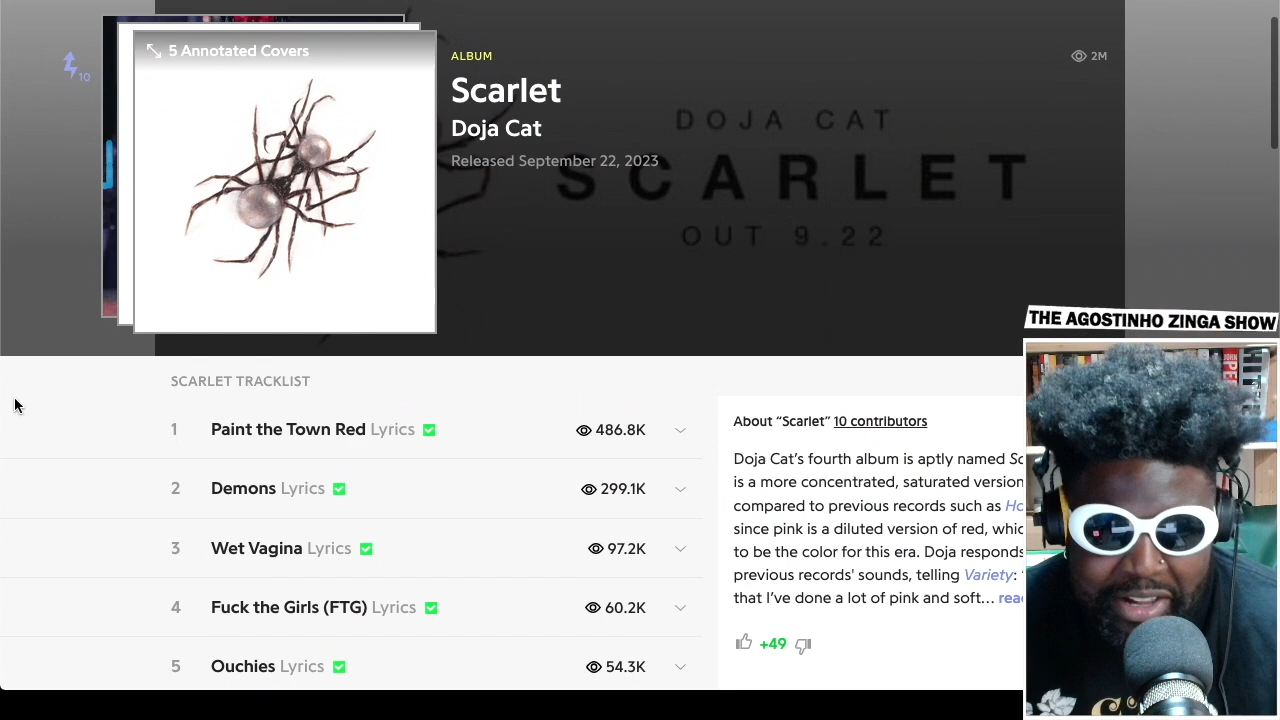 5 Annotated Covers
10
ALBUM
2M
Scarlet
Doja Cat
Released September 22, 2023
DOJA CAT
SCARLET
OUT 9.22
THE AGOSTINHO ZINGA SHOW
SCARLET TRACKLIST
1 Paint the Town Red Lyrics 486.8K
2 Demons Lyrics 299.1K
3 Wet Vagina Lyrics 97.2K
4 Fuck the Girls (FTG) Lyrics 60.2K
5 Ouchies Lyrics 54.3K
About “Scarlet” 10 contributors
Doja Cat’s fourth album is aptly named
is a more concentrated, saturated version
compared to previous records such as
since pink is a diluted version of red,
to be the color for this era. Doja responds
previous records' sounds, telling Variety:
that I’ve done a lot of pink and soft…
+49